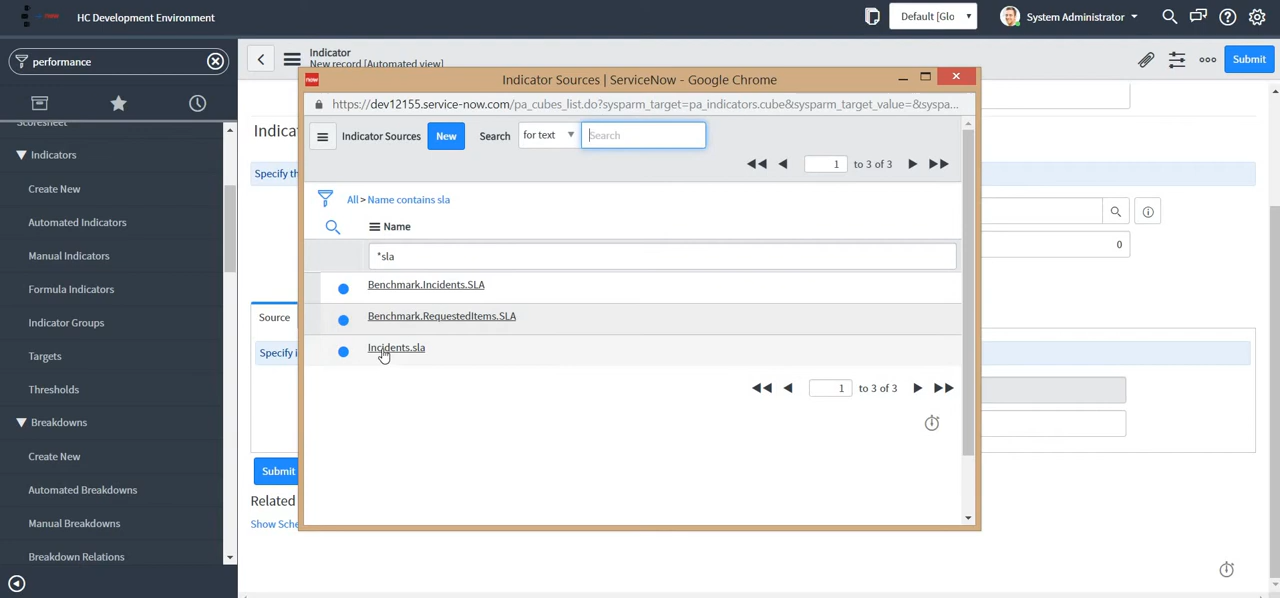 HC Development Environment
Default [Glo
System Administrator
performance
Indicator
New record [Automated view]
Submit
Scoresheet
Indicators
Create New
Automated Indicators
Manual Indicators
Formula Indicators
Indicator Groups
Targets
Thresholds
Breakdowns
Create New
Automated Breakdowns
Manual Breakdowns
Breakdown Relations
Indica
Specify th
0
Source
Specify i
Submit
Related
Show Sche
now
Indicator Sources | ServiceNow - Google Chrome
https://dev12155.service-now.com/pa_cubes_list.do?sysparm_target=pa_indicators.cube&sysparm_target_value=&syspa...
Indicator Sources
New
Search
for text
Search
1
to 3 of 3
All > Name contains sla
Name
*sla
Benchmark.Incidents.SLA
Benchmark.RequestedItems.SLA
Incidents.sla
1
to 3 of 3